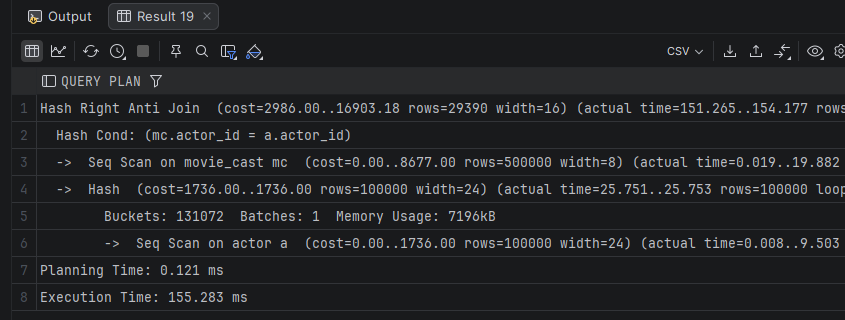 Output
Result 19
CSV
QUERY PLAN
1 Hash Right Anti Join  (cost=2986.00..16903.18 rows=29390 width=16) (actual time=151.265..154.177 rows
2 Hash Cond: (mc.actor_id = a.actor_id)
3 ->  Seq Scan on movie_cast mc  (cost=0.00..8677.00 rows=500000 width=8) (actual time=0.019..19.882
4 ->  Hash  (cost=1736.00..1736.00 rows=100000 width=24) (actual time=25.751..25.753 rows=100000 loop
5 Buckets: 131072  Batches: 1  Memory Usage: 7196kB
6 ->  Seq Scan on actor a  (cost=0.00..1736.00 rows=100000 width=24) (actual time=0.008..9.503
7 Planning Time: 0.121 ms
8 Execution Time: 155.283 ms